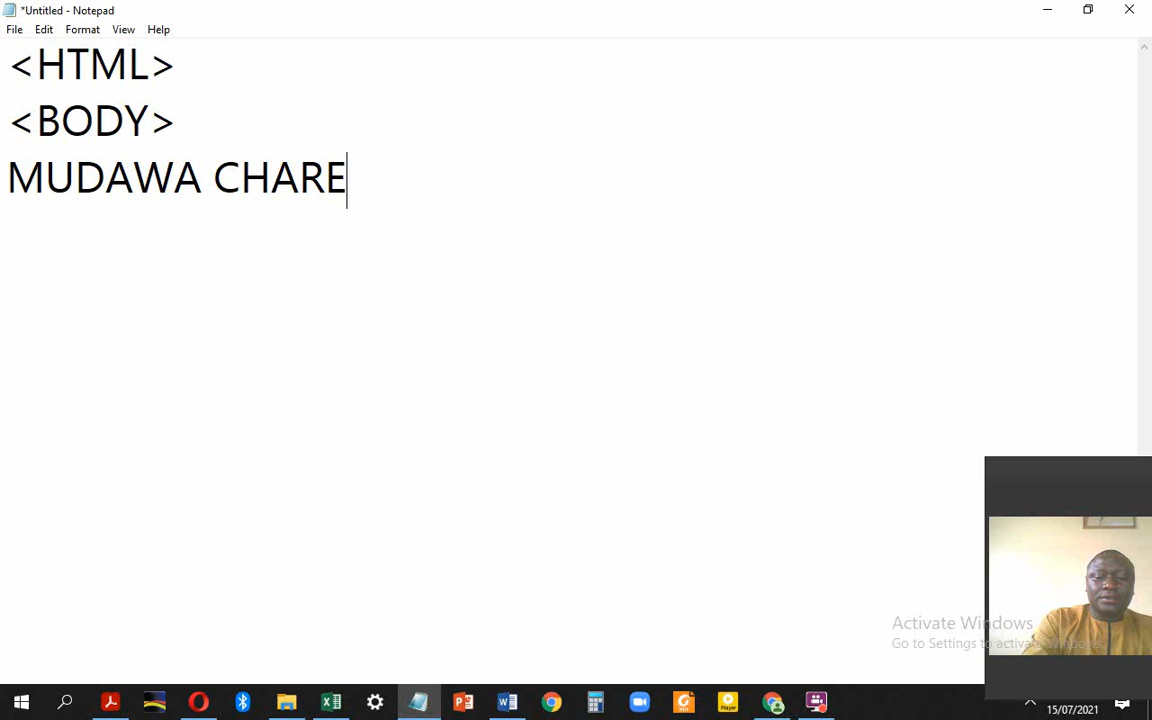 *Untitled - Notepad
File Edit Format View Help
<HTML>
<BODY>
MUDAWA CHARE
Activate Windows
Go to Settings to activate Windows.
15/07/2021